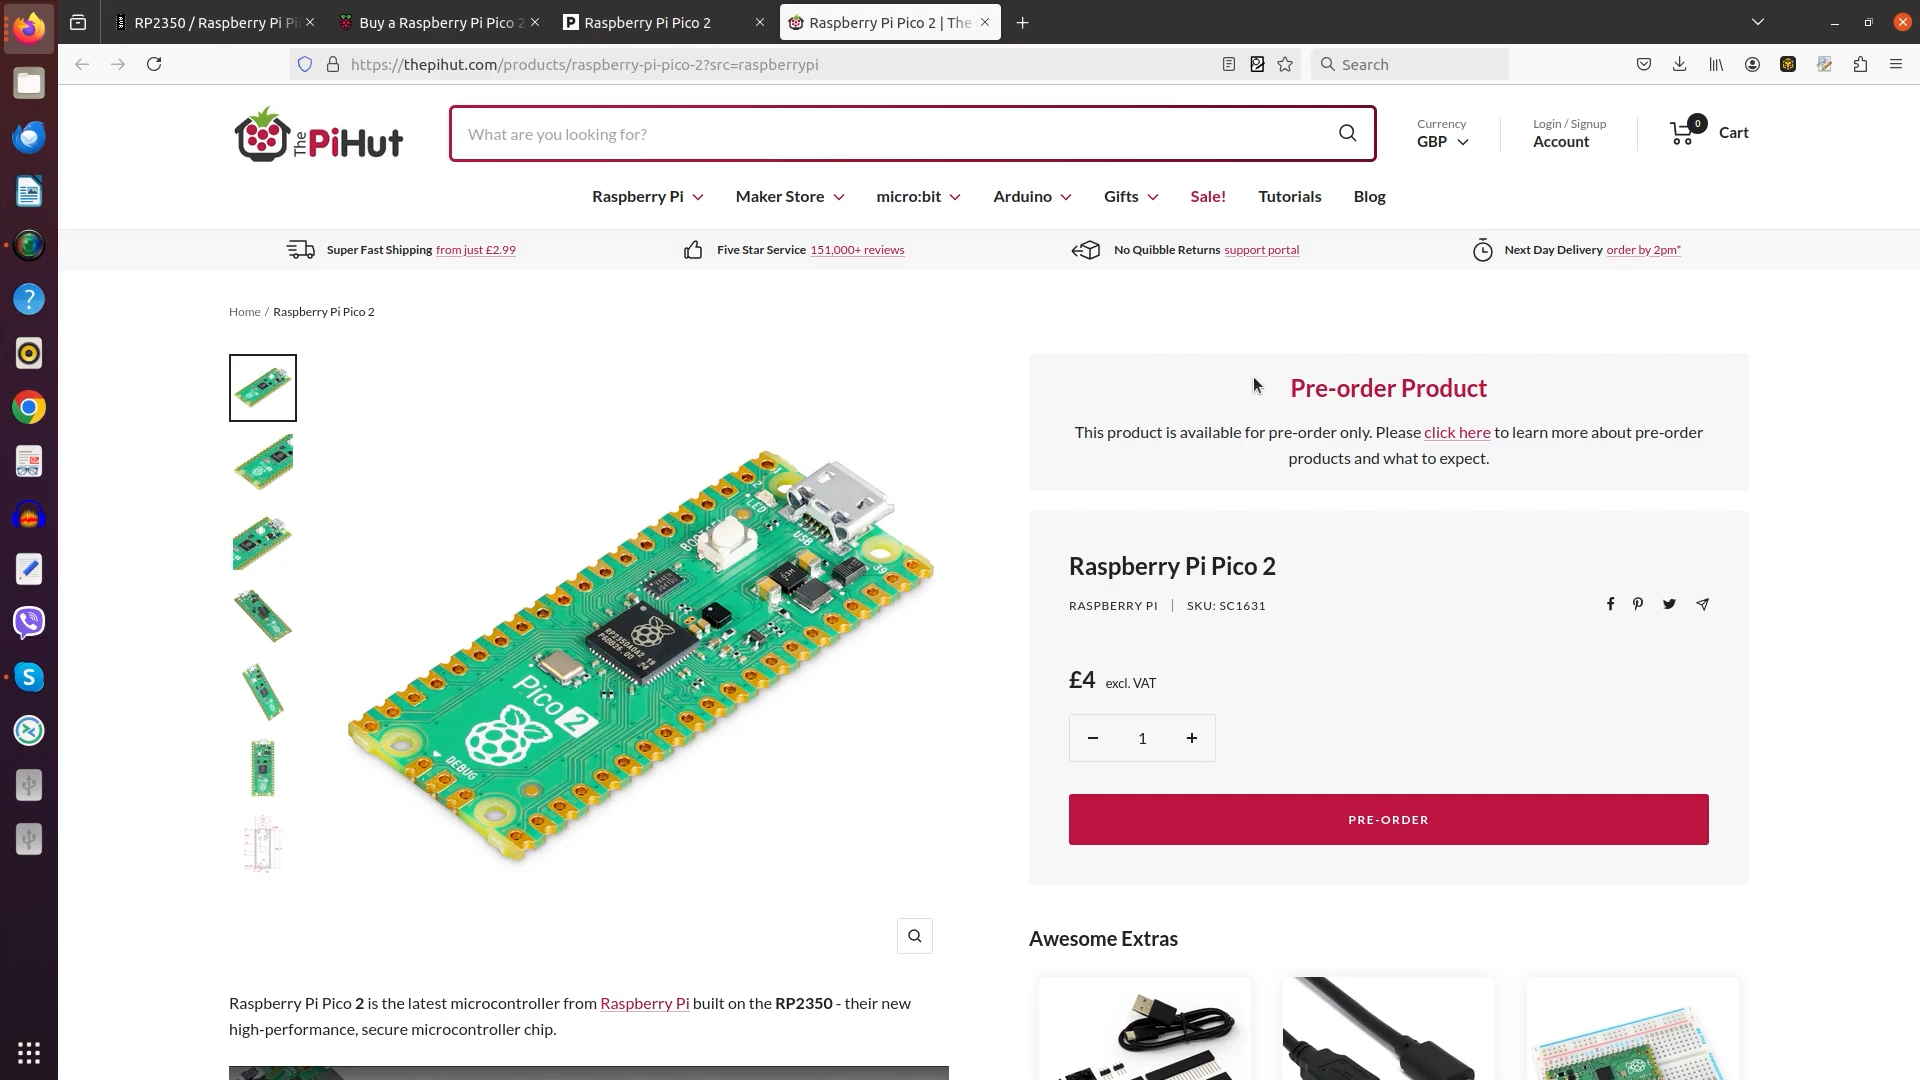 RP2350 / Raspberry Pi Pic
Buy a Raspberry Pi Pico 2
Raspberry Pi Pico 2
Raspberry Pi Pico 2 | The
https://thepihut.com/products/raspberry-pi-pico-2?src=raspberrypi
Search
The PiHut
What are you looking for?
Currency
GBP
Login / Signup
Account
0
Cart
Raspberry Pi
Maker Store
micro:bit
Arduino
Gifts
Sale!
Tutorials
Blog
Super Fast Shipping from just £2.99
Five Star Service 151,000+ reviews
No Quibble Returns support portal
Next Day Delivery order by 2pm*
Home / Raspberry Pi Pico 2
Pre-order Product
This product is available for pre-order only. Please click here to learn more about pre-order
products and what to expect.
LED
USB
39
Pico 2
DEBUG
Raspberry Pi Pico 2
RASPBERRY PI
SKU: SC1631
£4 excl. VAT
1
PRE-ORDER
Awesome Extras
Raspberry Pi Pico 2 is the latest microcontroller from Raspberry Pi built on the RP2350 - their new
high-performance, secure microcontroller chip.